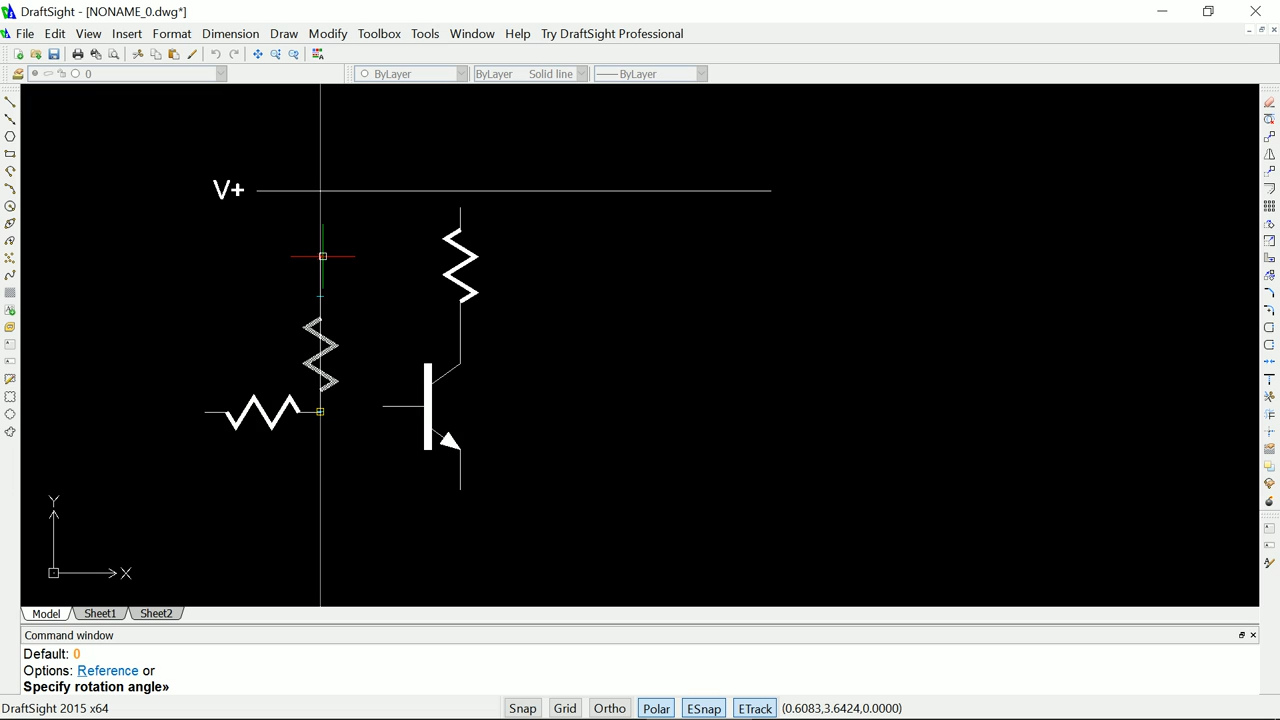 DraftSight - [NONAME_0.dwg*]
File Edit View Insert Format Dimension Draw Modify Toolbox Tools Window Help Try DraftSight Professional
0 ByLayer ByLayer Solid line ByLayer
V+
Y
X
Model Sheet1 Sheet2
Command window
Default: 0
Options: Reference or
Specify rotation angle»
DraftSight 2015 x64 Snap Grid Ortho Polar ESnap ETrack (0.6083,3.6424,0.0000)